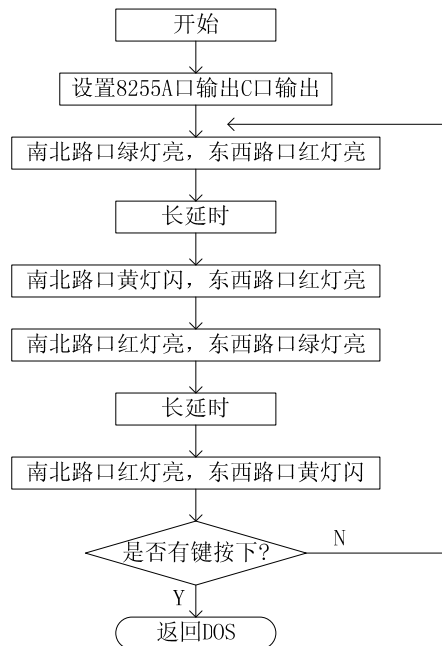 开始
设置8255A口输出C口输出
南北路口绿灯亮，东西路口红灯亮
长延时
南北路口黄灯闪，东西路口红灯亮
南北路口红灯亮，东西路口绿灯亮
长延时
南北路口红灯亮，东西路口黄灯闪
是否有键按下?
N
Y
返回DOS